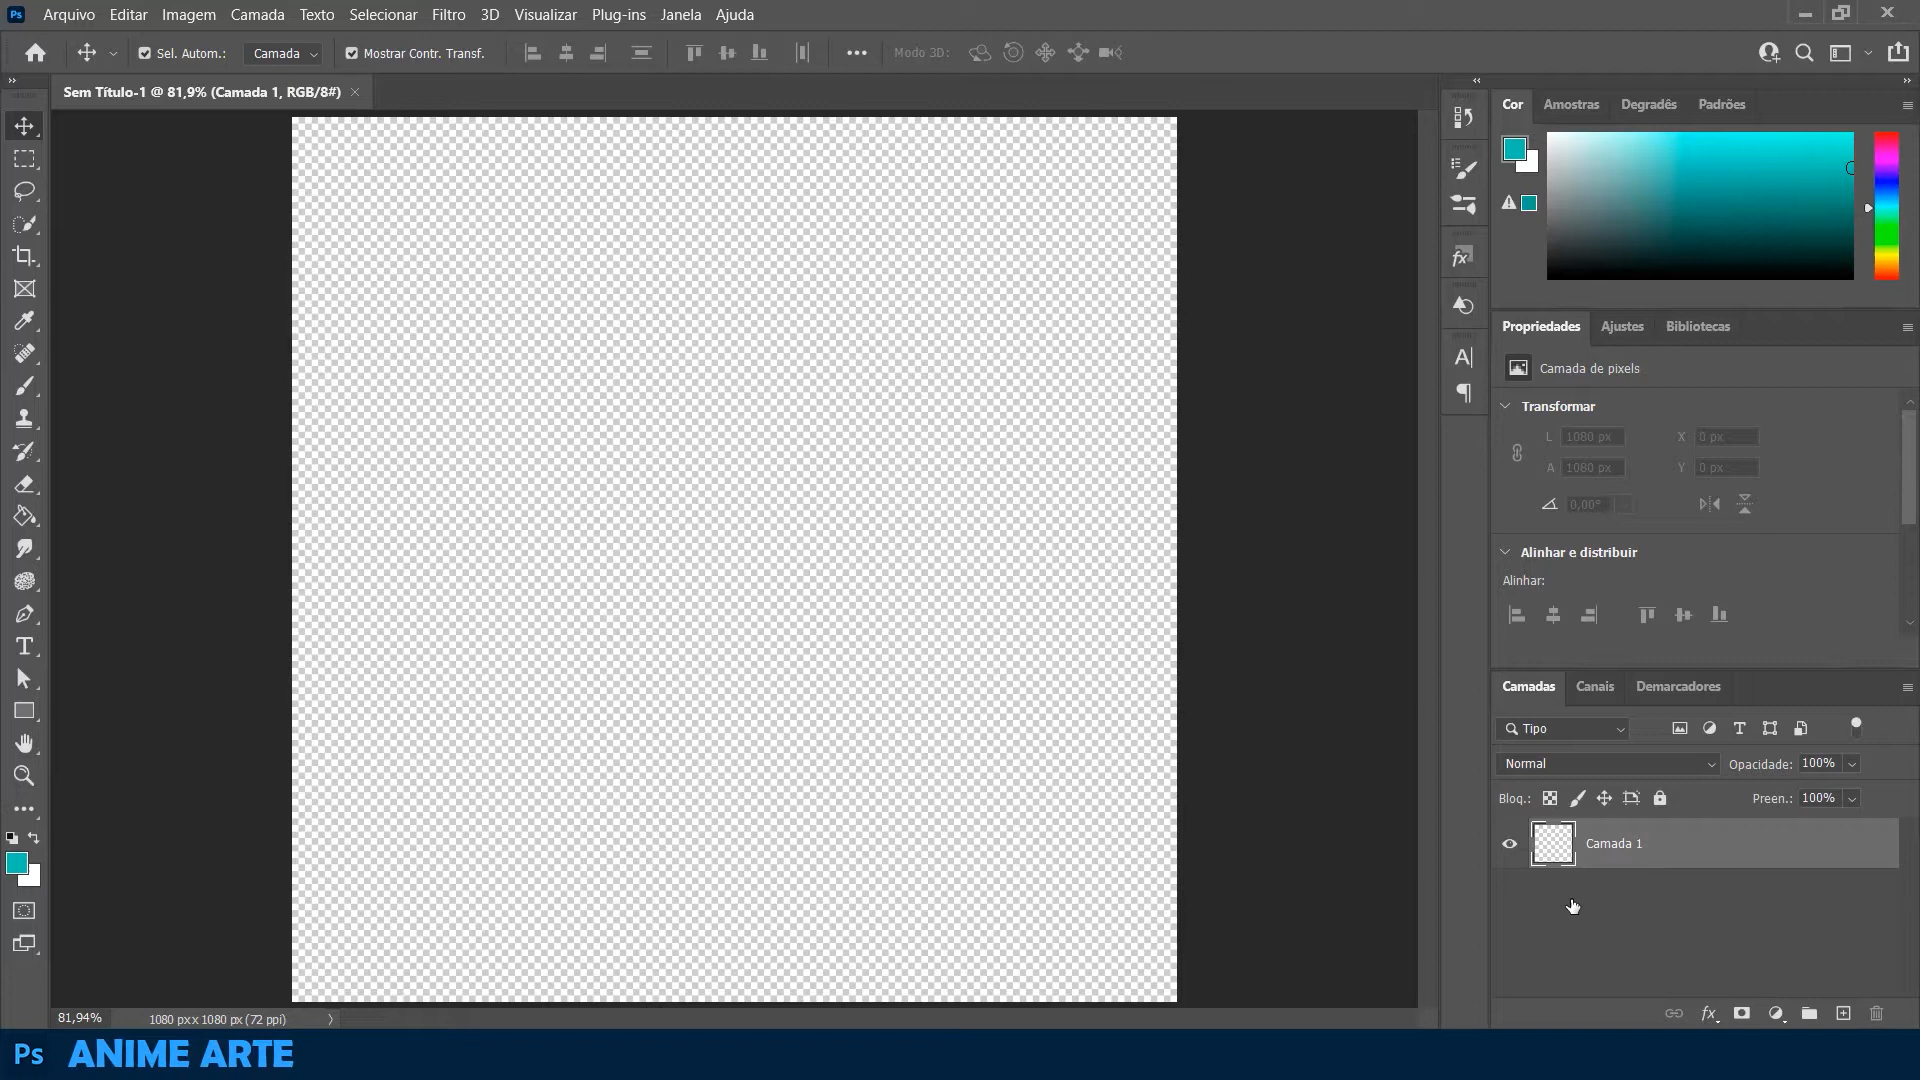 Ps Arquivo Editar Imagem Camada Texto Selecionar Filtro 3D Visualizar Plug-ins Janela Ajuda
Sel. Autom.: Camada Mostrar Contr. Transf. Modo 3D:
Sem Título-1 @ 81,9% (Camada 1, RGB/8#)
Cor Amostras Degradês Padrões
Propriedades Ajustes Bibliotecas
Camada de pixels
Transformar
L 1080 px X 0 px
A 1080 px Y 0 px
0,00°
Alinhar e distribuir
Alinhar:
Camadas Canais Demarcadores
Tipo
Normal Opacidade: 100%
Bloq.: Preen.: 100%
Camada 1
81,94% 1080 px x 1080 px (72 ppi)
Ps ANIME ARTE